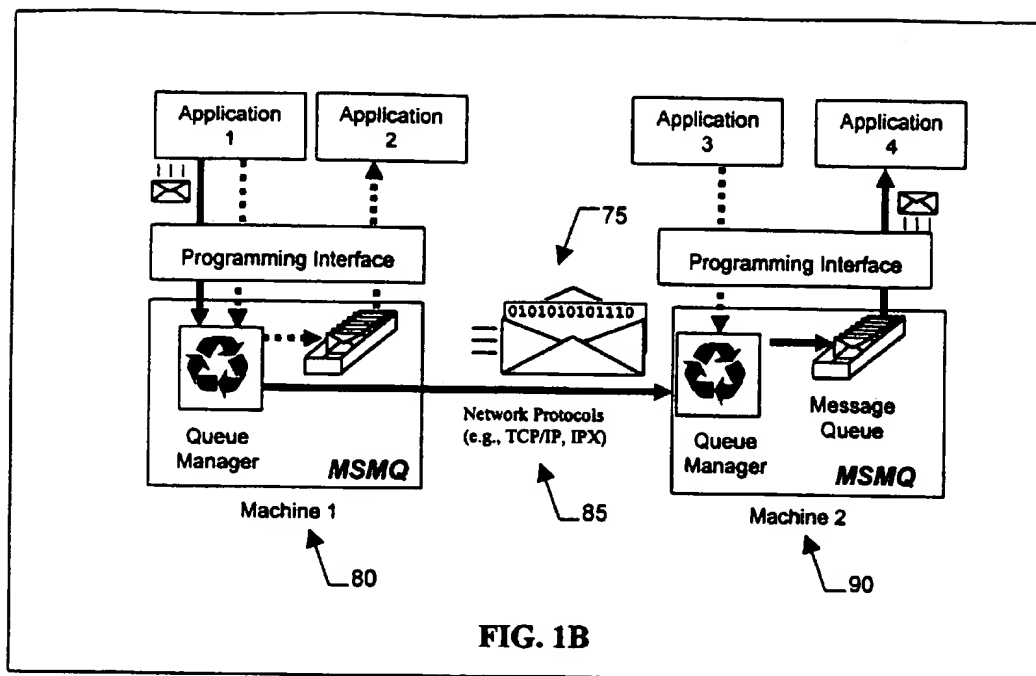 Application
1
Application
2
Application
3
Application
4
75
Programming Interface
Programming Interface
0101010101110
Network Protocols
(e.g., TCP/IP, IPX)
Queue
Manager
MSMQ
Message
Queue
Queue
Manager
MSMQ
Machine 1
Machine 2
85
80
90
FIG. 1B